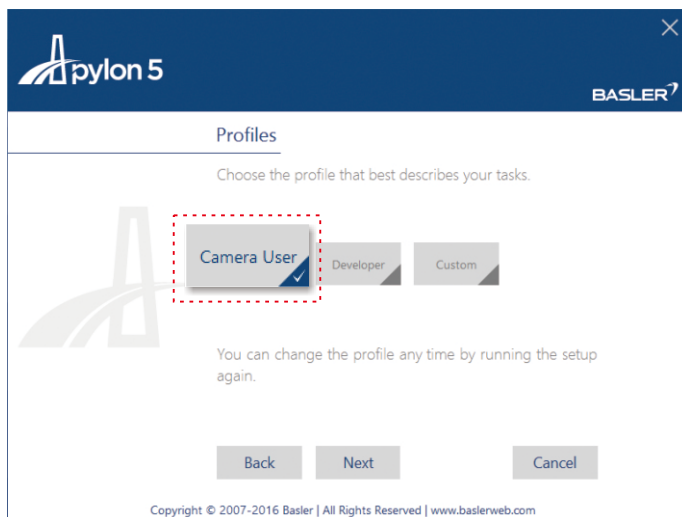 pylon 5
BASLER
Profiles
Choose the profile that best describes your tasks.
Camera User
Developer
Custom
You can change the profile any time by running the setup
again.
Back
Next
Cancel
Copyright © 2007-2016 Basler | All Rights Reserved | www.baslerweb.com